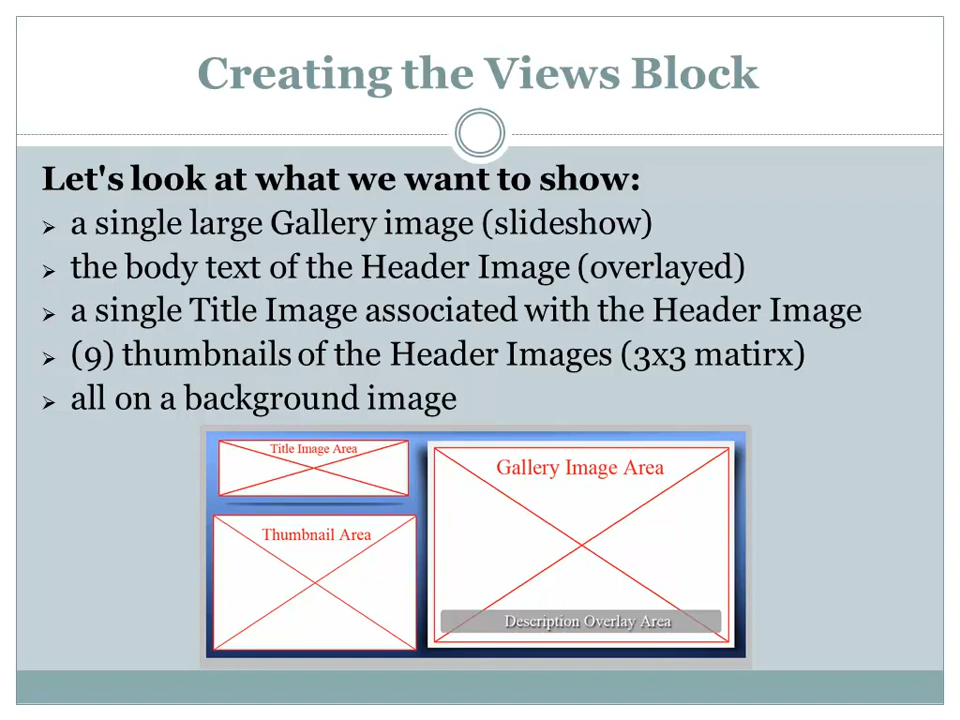 Creating the Views Block
Let's look at what we want to show:
a single large Gallery image (slideshow)
the body text of the Header Image (overlayed)
a single Title Image associated with the Header Image
(9) thumbnails of the Header Images (3x3 matirx)
all on a background image
Title Image Area
Gallery Image Area
Thumbnail Area
Description Overlay Area